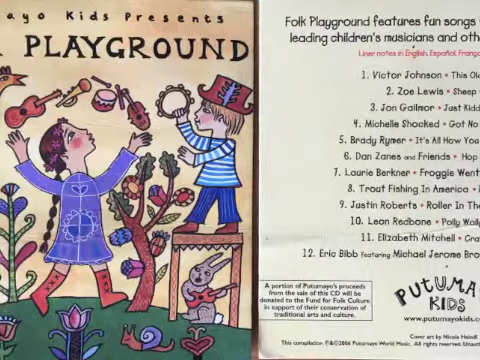 mayo Kids Presents
PLAYGROUND
Folk Playground features fun songs
leading children's musicians and oth
Liner notes in English, Español, Franç
1. Victor Johnson • This Ol
2. Zoe Lewis • Sheep
3. Jon Gailmor • Just Kidd
4. Michelle Shocked • Got No
5. Brady Rymer • It's All How You
6. Dan Zanes and Friends • Hop
7. Laurie Berkner • Froggie Went
8. Trout Fishing In America •
9. Justin Roberts • Roller In The
10. Leon Redbone • Polly Wolly
11. Elizabeth Mitchell • Gra
12. Eric Bibb Featuring Michael Jerome Brow
A portion of Putumayo's proceeds
from the sale of this CD will be
donated to the Fund for Folk Culture
in support of their conservation of
traditional arts and culture.
PUTUMAYO
KIDS
www.putumayokids.c
Cover art by Nicola Heindl
This compilation ℗&©2006 Putumayo World Music. All rights reserved. Unaut